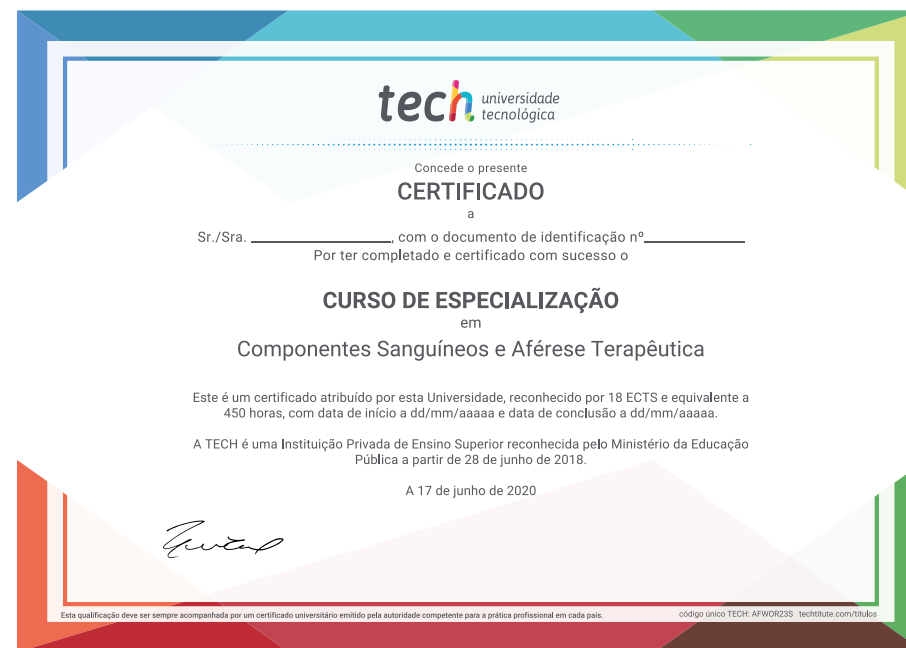 tech universidade
tecnológica
Concede o presente
CERTIFICADO
a
Sr./Sra. ____________, com o documento de identificação nº____________
Por ter completado e certificado com sucesso o
CURSO DE ESPECIALIZAÇÃO
em
Componentes Sanguíneos e Aférese Terapêutica
Este é um certificado atribuído por esta Universidade, reconhecido por 18 ECTS e equivalente a
450 horas, com data de início a dd/mm/aaaaa e data de conclusão a dd/mm/aaaaa.
A TECH é uma Instituição Privada de Ensino Superior reconhecida pelo Ministério da Educação
Pública a partir de 28 de junho de 2018.
A 17 de junho de 2020
Esta qualificação deve ser sempre acompanhada por um certificado universitário emitido pela autoridade competente para a prática profissional em cada país.
código único TECH: AFWOR23S techtitute.com/títulos